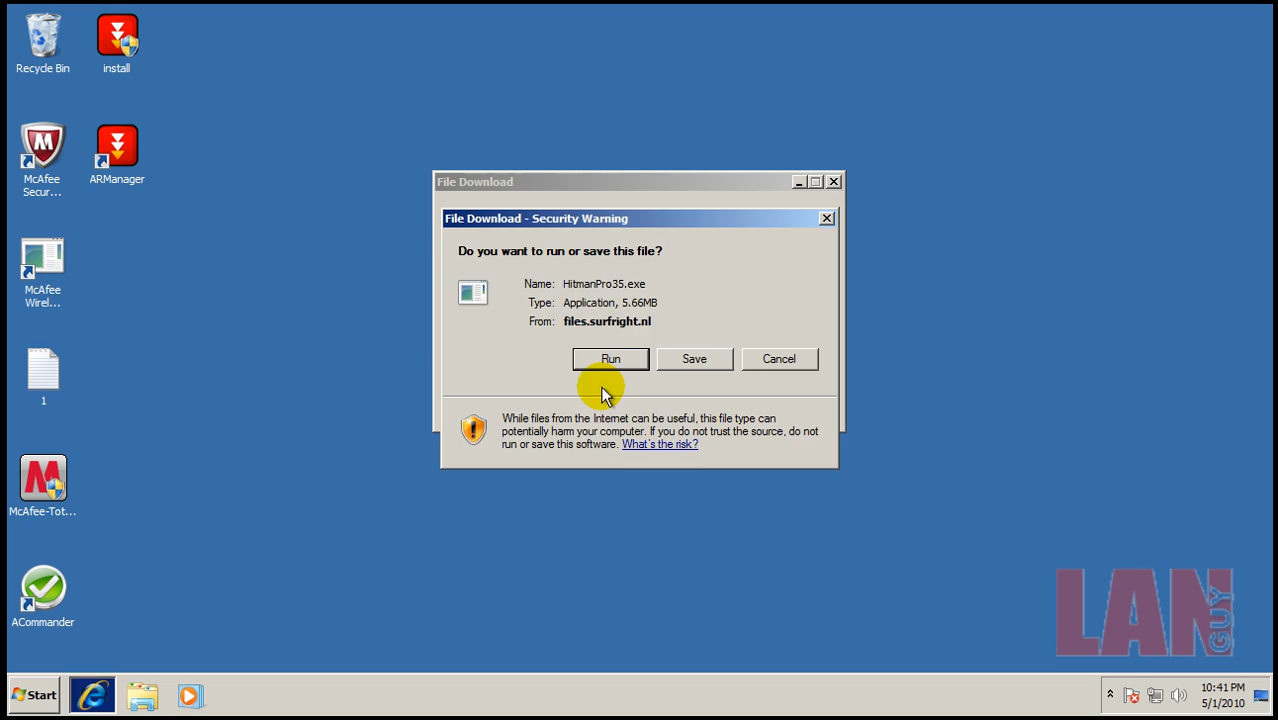 Recycle Bin
install
McAfee
Secur...
ARManager
McAfee
Wirel...
1
McAfee-Tot...
ACommander
File Download
File Download - Security Warning
Do you want to run or save this file?
Name: HitmanPro35.exe
Type: Application, 5.66MB
From: files.surfright.nl
Run Save Cancel
While files from the Internet can be useful, this file type can
potentially harm your computer. If you do not trust the source, do not
run or save this software. What's the risk?
LAN
GUY
Start
10:41 PM
5/1/2010